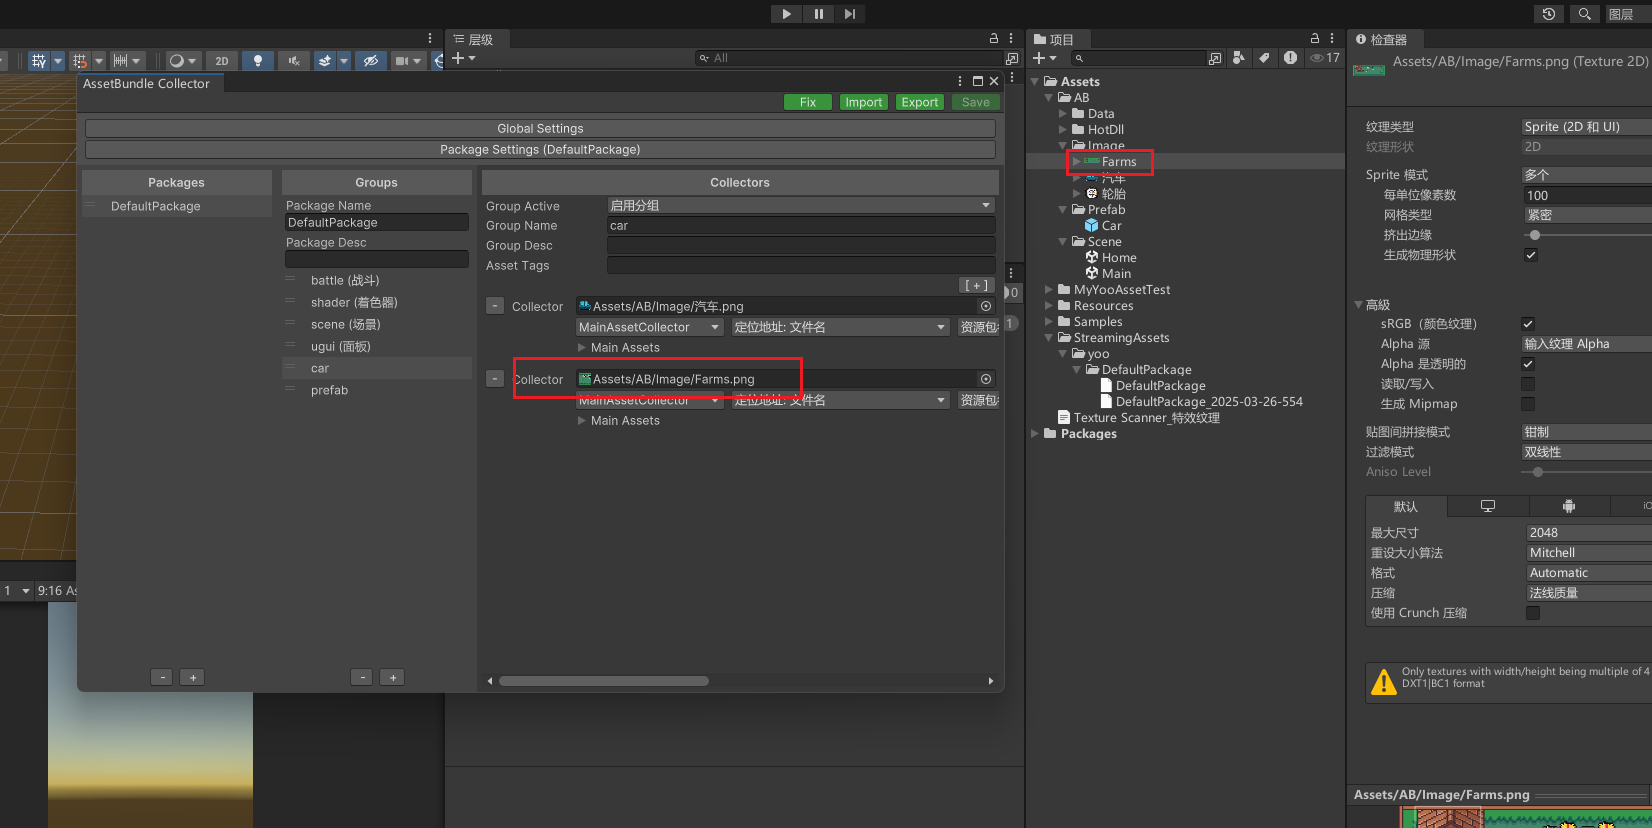 图层
层级
项目
检查器
All
17
2D
AssetBundle Collector
Fix
Import
Export
Save
Global Settings
Package Settings (DefaultPackage)
Packages
DefaultPackage
- +
Groups
Package Name
DefaultPackage
Package Desc
battle (战斗)
shader (着色器)
scene (场景)
ugui (面板)
car
prefab
- +
Collectors
Group Active 启用分组
Group Name car
Group Desc
Asset Tags
[ + ]
- Collector Assets/AB/Image/汽车.png
MainAssetCollector 定位地址: 文件名 资源包
Main Assets
- Collector Assets/AB/Image/Farms.png
MainAssetCollector 定位地址: 文件名 资源包
Main Assets
0
1
1 9:16 As
Assets
AB
Data
HotDll
Image
Farms
汽车
轮胎
Prefab
Car
Scene
Home
Main
MyYooAssetTest
Resources
Samples
StreamingAssets
yoo
DefaultPackage
DefaultPackage
DefaultPackage_2025-03-26-554
Texture Scanner_特效纹理
Packages
Assets/AB/Image/Farms.png (Texture 2D)
纹理类型 Sprite (2D 和 UI)
纹理形状 2D
Sprite 模式 多个
每单位像素数 100
网格类型 紧密
挤出边缘
生成物理形状
高级
sRGB（颜色纹理）
Alpha 源 输入纹理 Alpha
Alpha 是透明的
读取/写入
生成 Mipmap
贴图间拼接模式 钳制
过滤模式 双线性
Aniso Level
默认
iO
最大尺寸 2048
重设大小算法 Mitchell
格式 Automatic
压缩 法线质量
使用 Crunch 压缩
Only textures with width/height being multiple of 4
DXT1|BC1 format
Assets/AB/Image/Farms.png